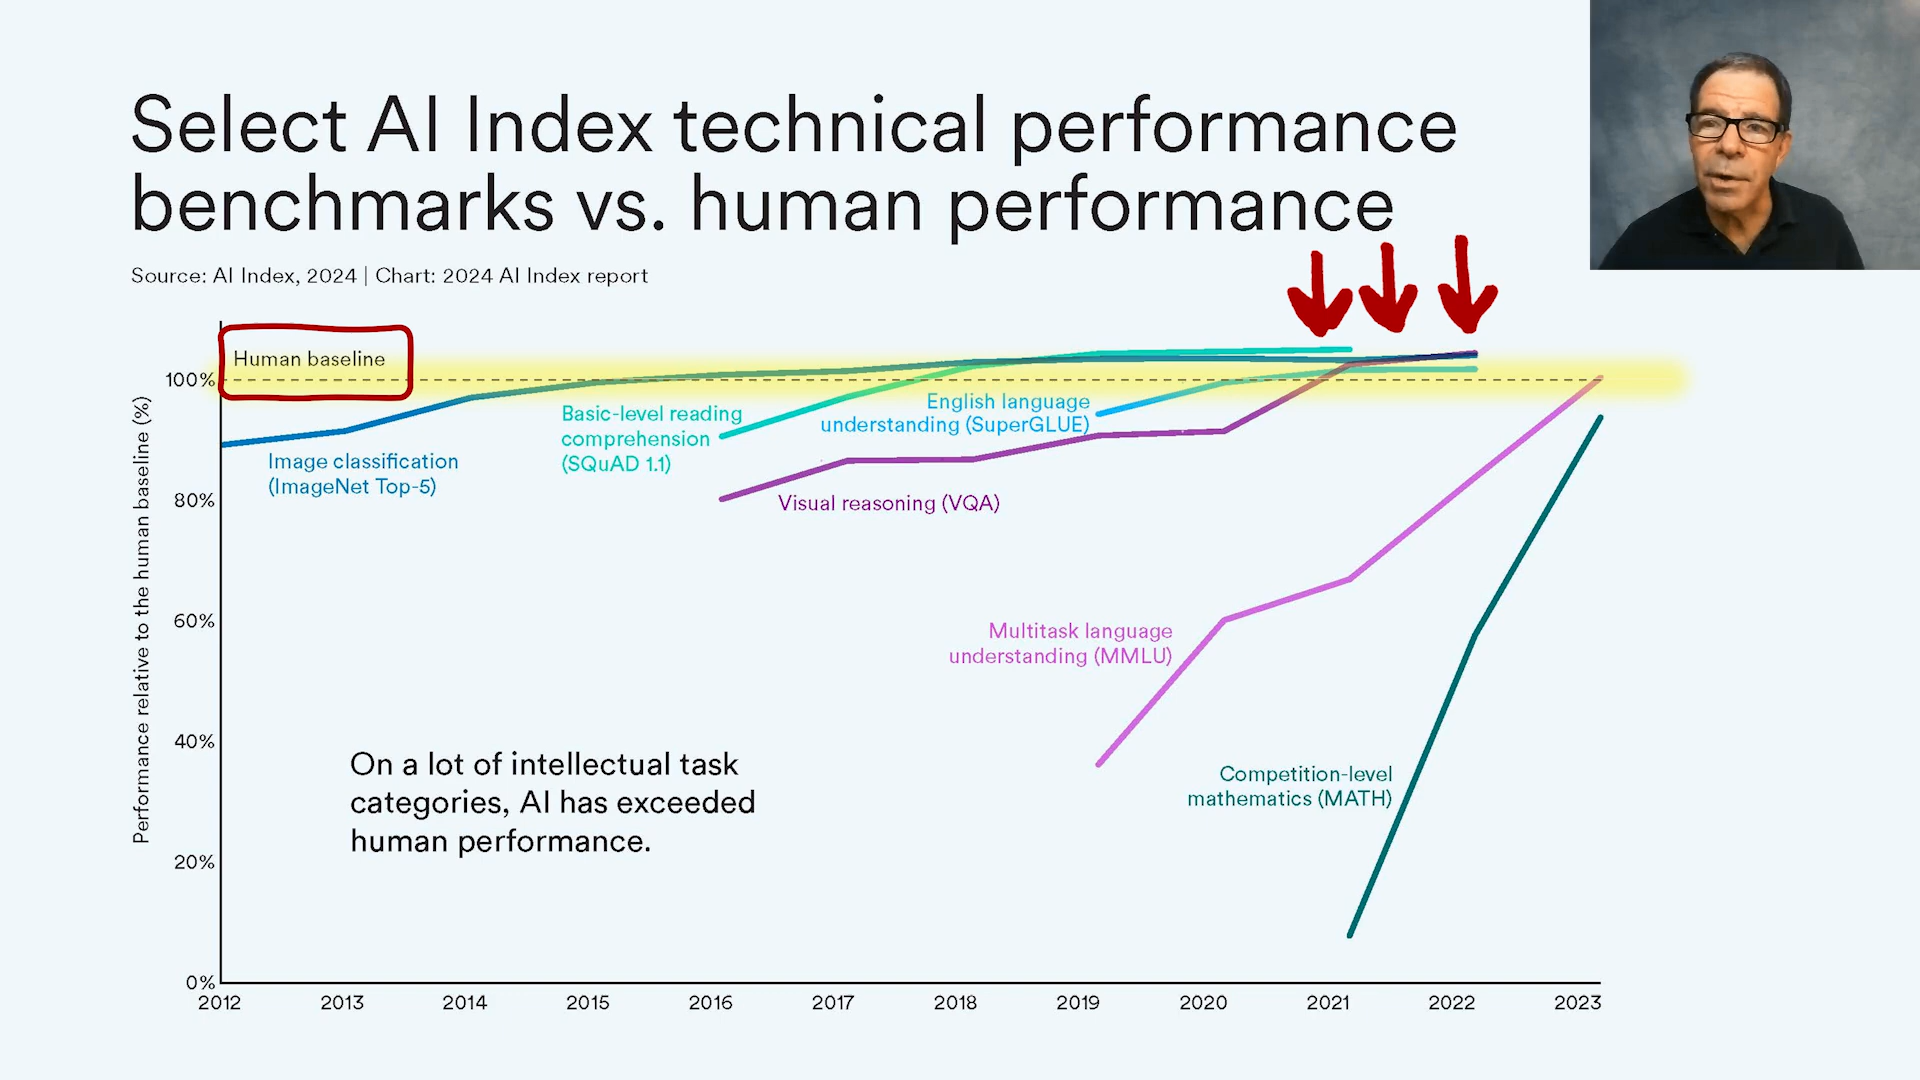 Select AI Index technical performance
benchmarks vs. human performance
Source: AI Index, 2024 | Chart: 2024 AI Index report
Human baseline
100%
80%
60%
40%
20%
0%
Performance relative to the human baseline (%)
Image classification
(ImageNet Top-5)
Basic-level reading
comprehension
(SQuAD 1.1)
English language
understanding (SuperGLUE)
Visual reasoning (VQA)
Multitask language
understanding (MMLU)
Competition-level
mathematics (MATH)
On a lot of intellectual task
categories, AI has exceeded
human performance.
2012 2013 2014 2015 2016 2017 2018 2019 2020 2021 2022 2023